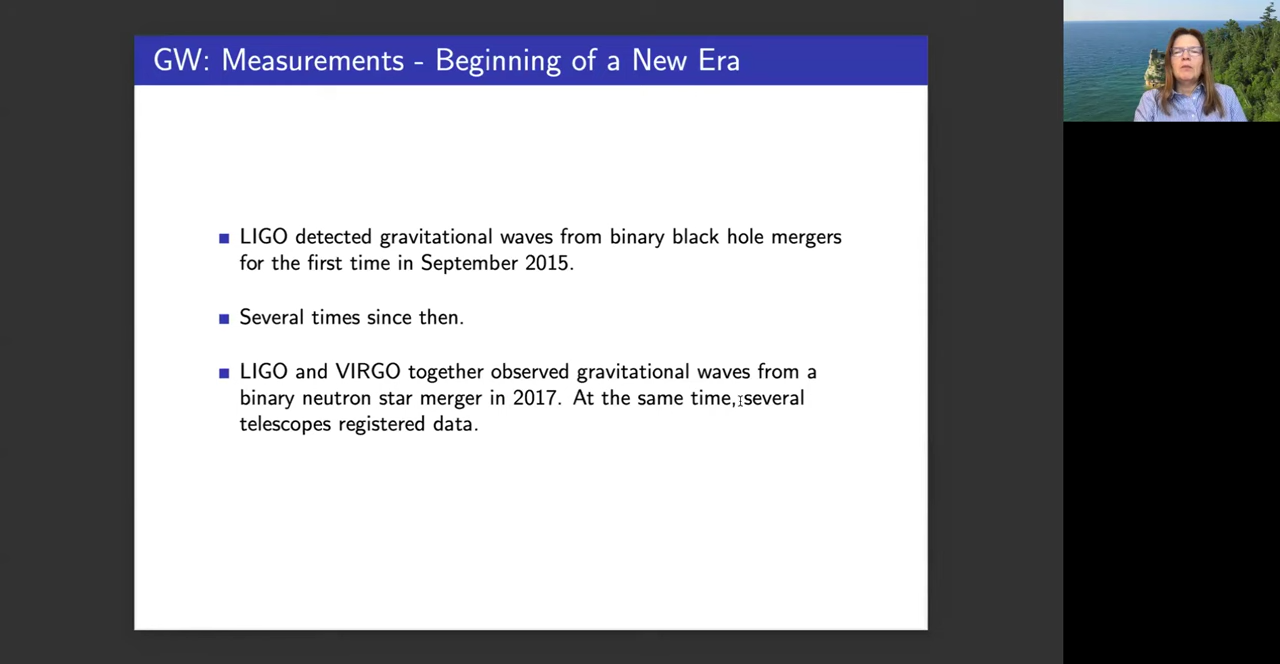 GW: Measurements - Beginning of a New Era
LIGO detected gravitational waves from binary black hole mergers
for the first time in September 2015.
Several times since then.
LIGO and VIRGO together observed gravitational waves from a
binary neutron star merger in 2017. At the same time, several
telescopes registered data.